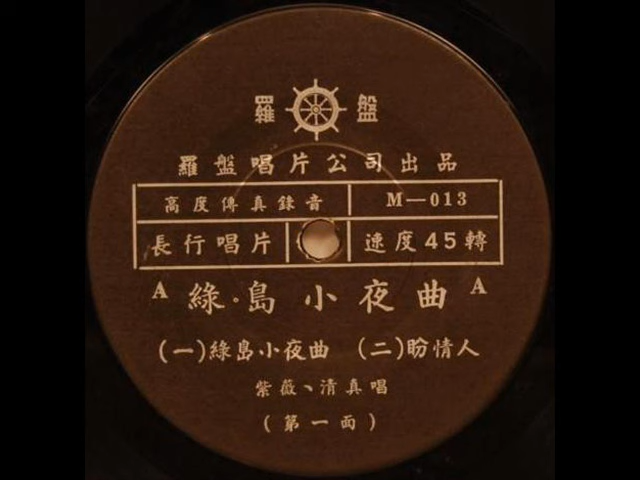 羅 盤
羅盤唱片公司出品
高度傳真錄音 M—013
長行唱片 速度45轉
A 綠·島小夜曲 A
(一)綠島小夜曲 (二)盼情人
紫薇、清真唱
(第一面)